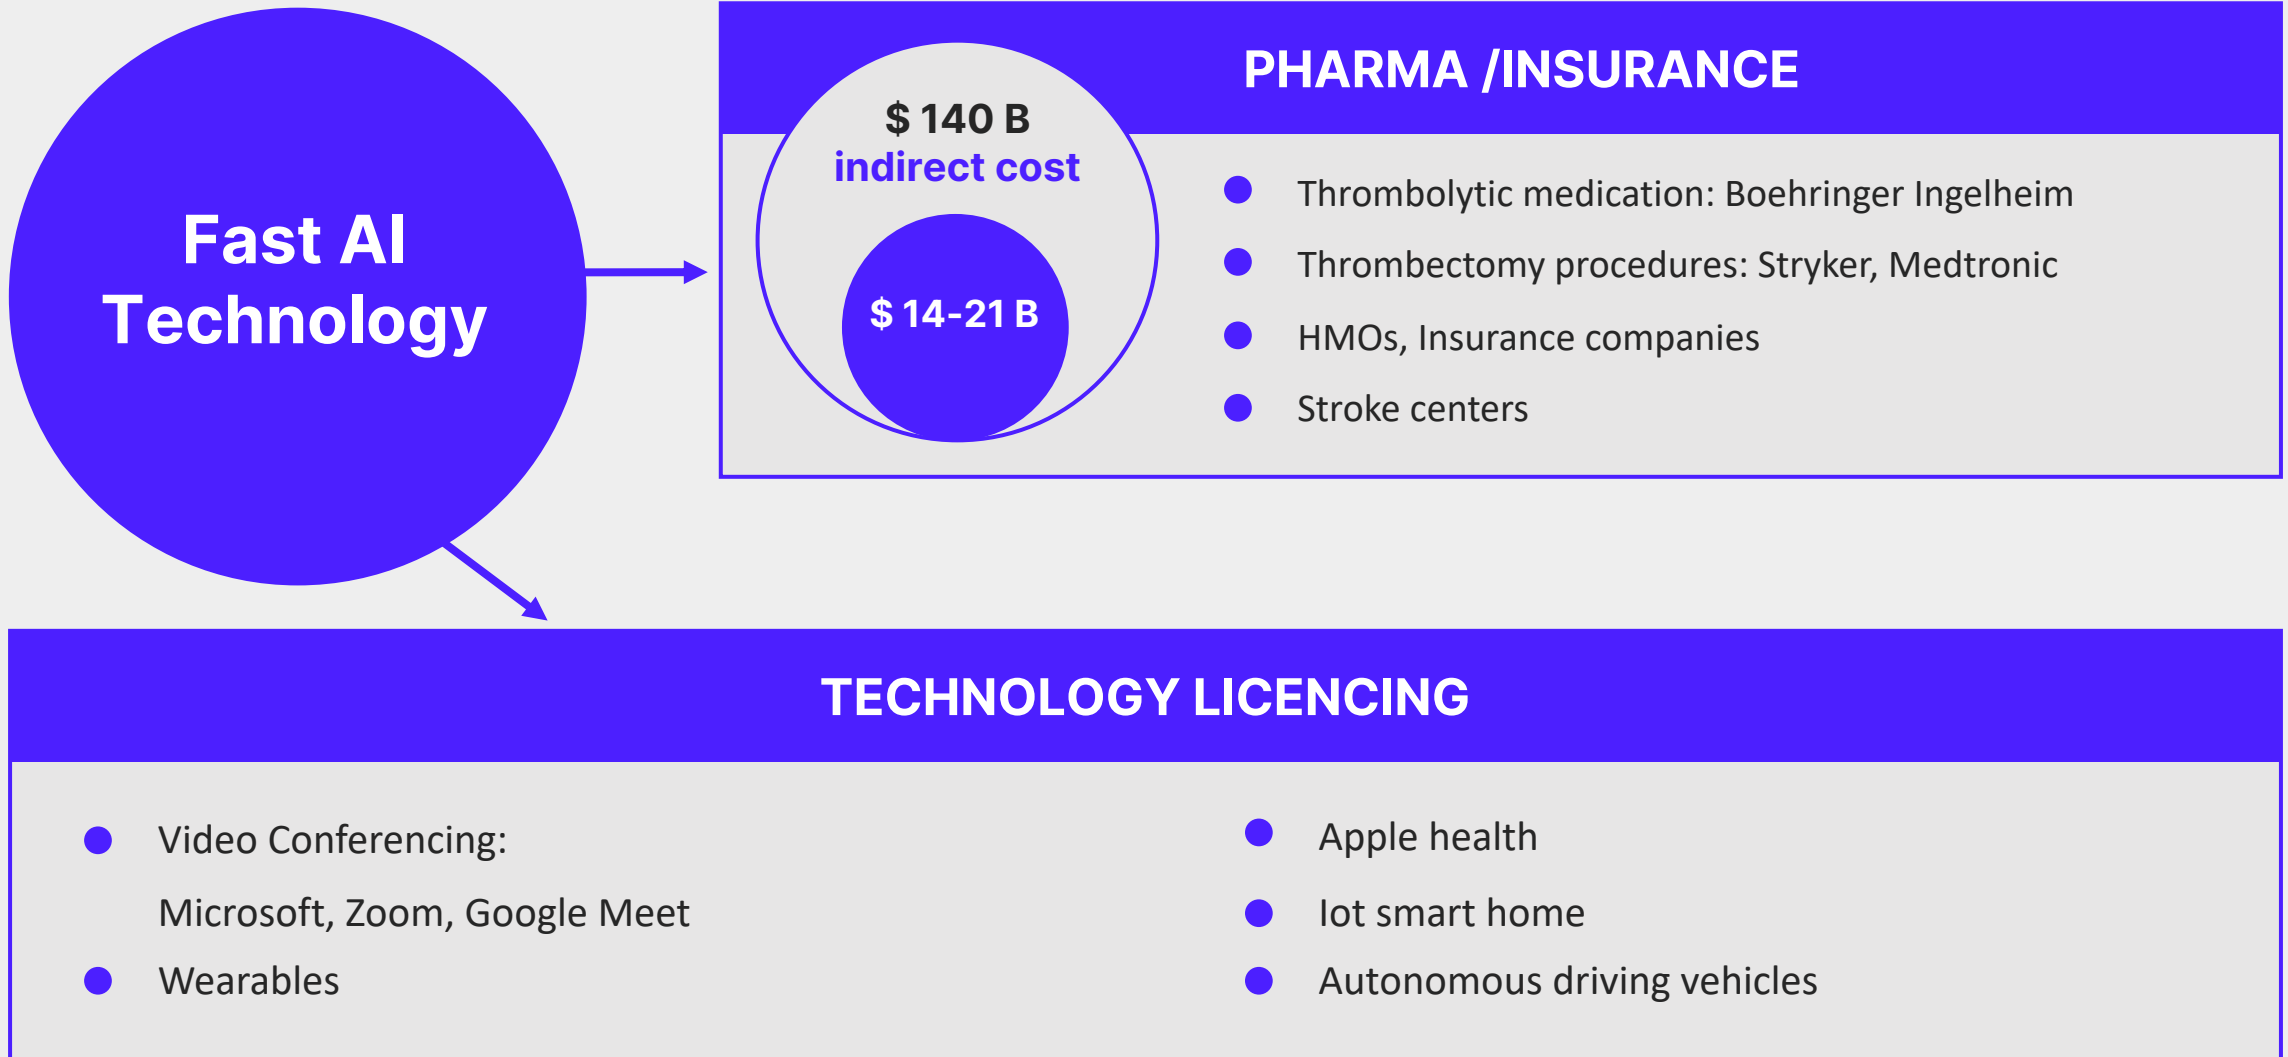 Fast AI
Technology
PHARMA /INSURANCE
$ 140 B
indirect cost
$ 14-21 B
Thrombolytic medication: Boehringer Ingelheim
Thrombectomy procedures: Stryker, Medtronic
HMOs, Insurance companies
Stroke centers
TECHNOLOGY LICENCING
Video Conferencing:
Microsoft, Zoom, Google Meet
Wearables
Apple health
Iot smart home
Autonomous driving vehicles